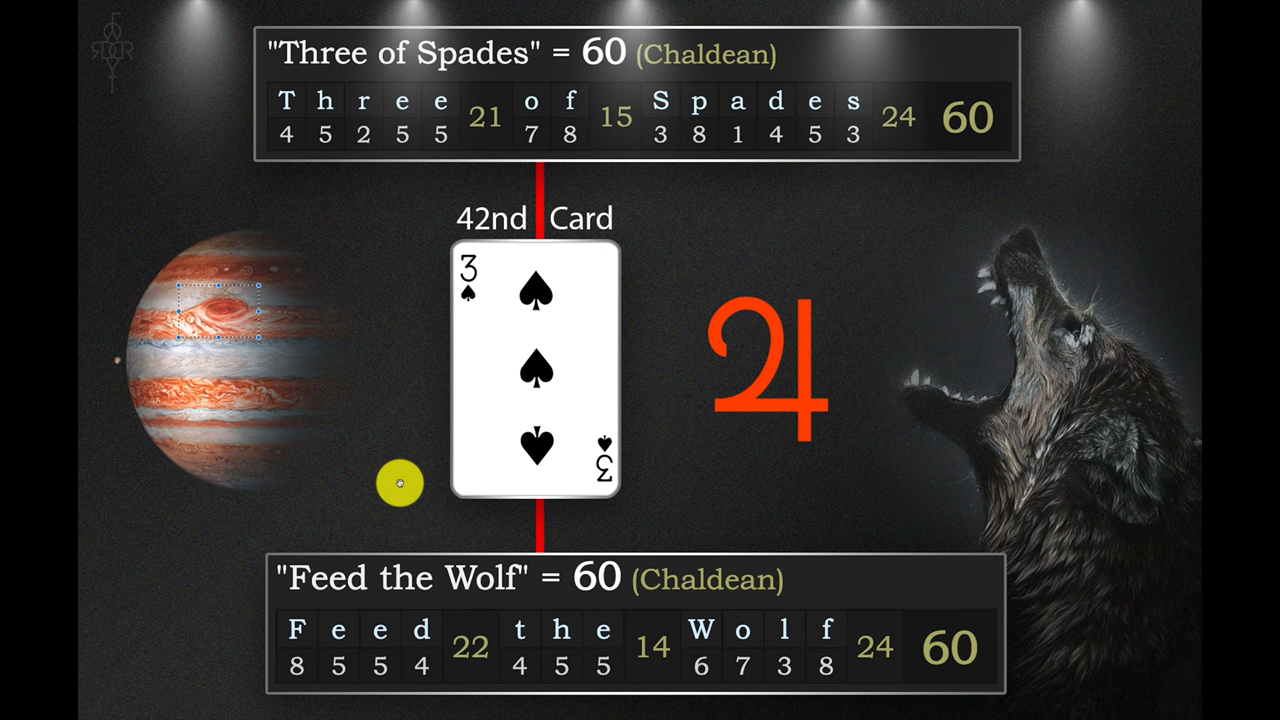 "Three of Spades" = 60 (Chaldean)
T h r e e 21 o f 15 S p a d e s 24 60
4 5 2 5 5 7 8 3 8 1 4 5 3
42nd Card
3
3
"Feed the Wolf" = 60 (Chaldean)
F e e d 22 t h e 14 W o l f 24 60
8 5 5 4 4 5 5 6 7 3 8